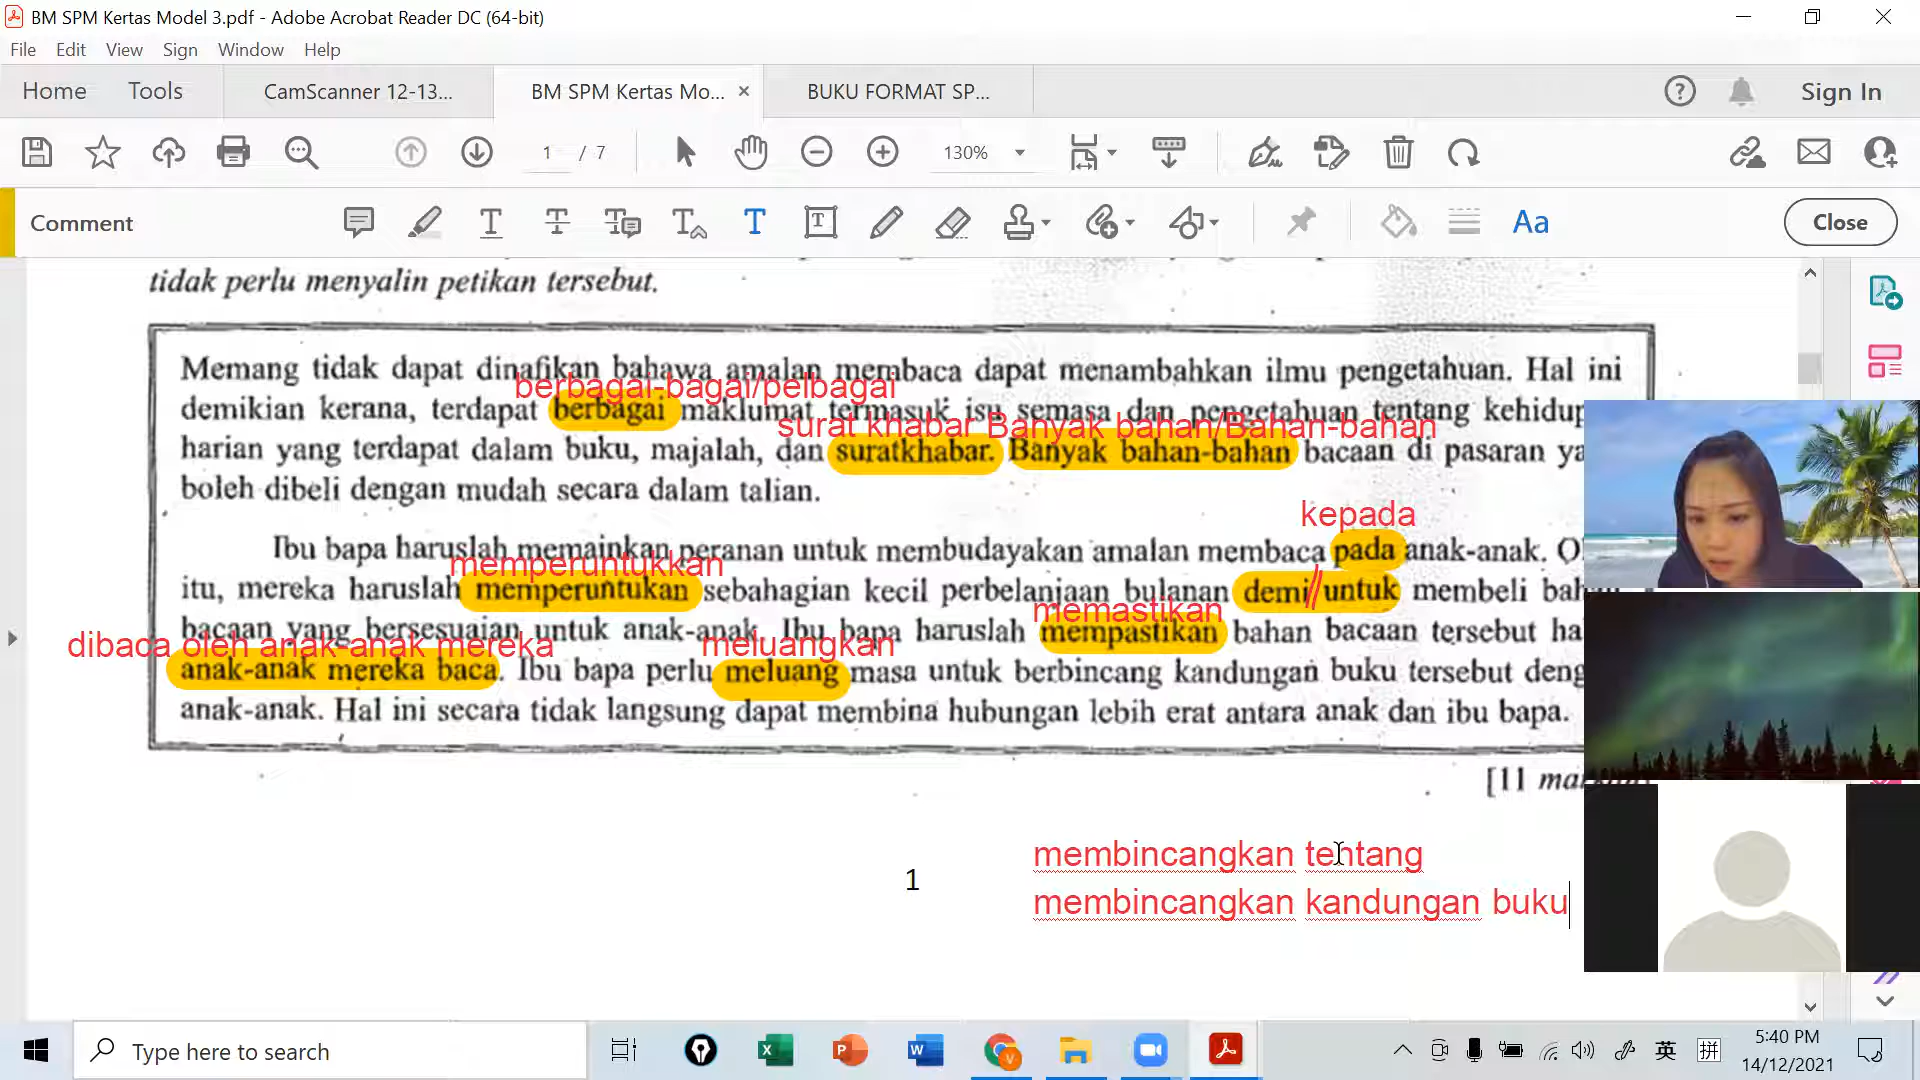 BM SPM Kertas Model 3.pdf - Adobe Acrobat Reader DC (64-bit)
File Edit View Sign Window Help
Home Tools CamScanner 12-13... BM SPM Kertas Mo... × BUKU FORMAT SP... Sign In
1 / 7 130%
Comment Aa Close
tidak perlu menyalin petikan tersebut.
Memang tidak dapat dinafikan bahawa amalan membaca dapat menambahkan ilmu pengetahuan. Hal ini
berbagai-bagai/pelbagai
demikian kerana, terdapat berbagai maklumat termasuk isu semasa dan pengetahuan tentang
surat khabar Banyak bahan/Bahan-bahan
harian yang terdapat dalam buku, majalah, dan suratkhabar. Banyak bahan-bahan bacaan di pasaran
boleh dibeli dengan mudah secara dalam talian.
kepada
Ibu bapa haruslah memainkan peranan untuk membudayakan amalan membaca pada anak-anak.
memperuntukkan
itu, mereka haruslah memperuntukan sebahagian kecil perbelanjaan bulanan demi // untuk membeli
memastikan
bacaan yang bersesuaian untuk anak-anak. Ibu bapa haruslah mempastikan bahan bacaan tersebut
dibaca oleh anak-anak mereka meluangkan
anak-anak mereka baca. Ibu bapa perlu meluang masa untuk berbincang kandungan buku tersebut
anak-anak. Hal ini secara tidak langsung dapat membina hubungan lebih erat antara anak dan ibu bapa.
[11
membincangkan tentang
1
membincangkan kandungan buku
Type here to search
英 拼
5:40 PM
14/12/2021